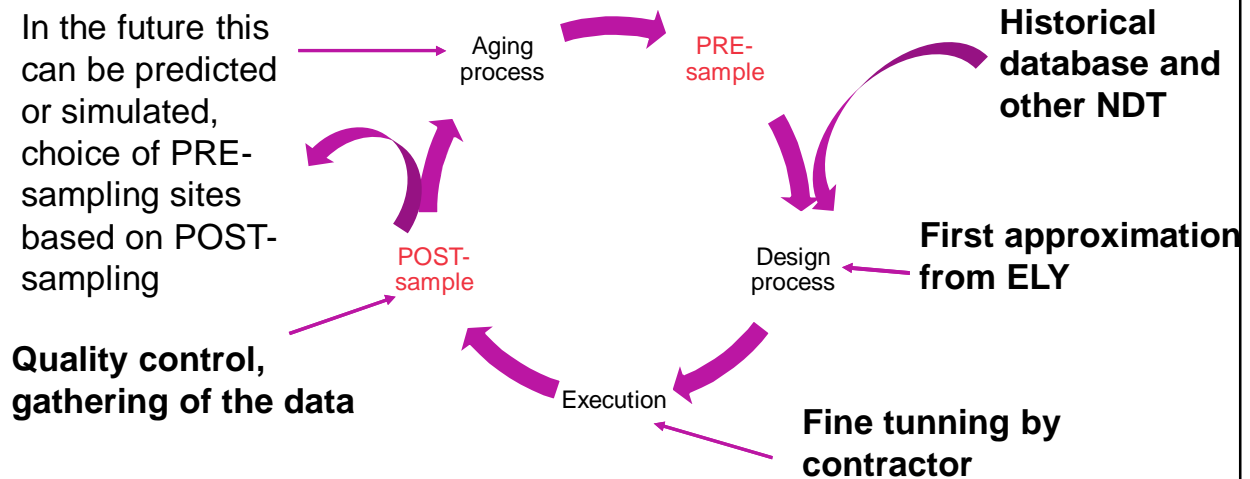 In the future this
can be predicted
or simulated,
choice of PRE-
sampling sites
based on POST-
sampling
Aging
process
PRE-
sample
Historical
database and
other NDT
POST-
sample
Design
process
First approximation
from ELY
Quality control,
gathering of the data
Execution
Fine tunning by
contractor